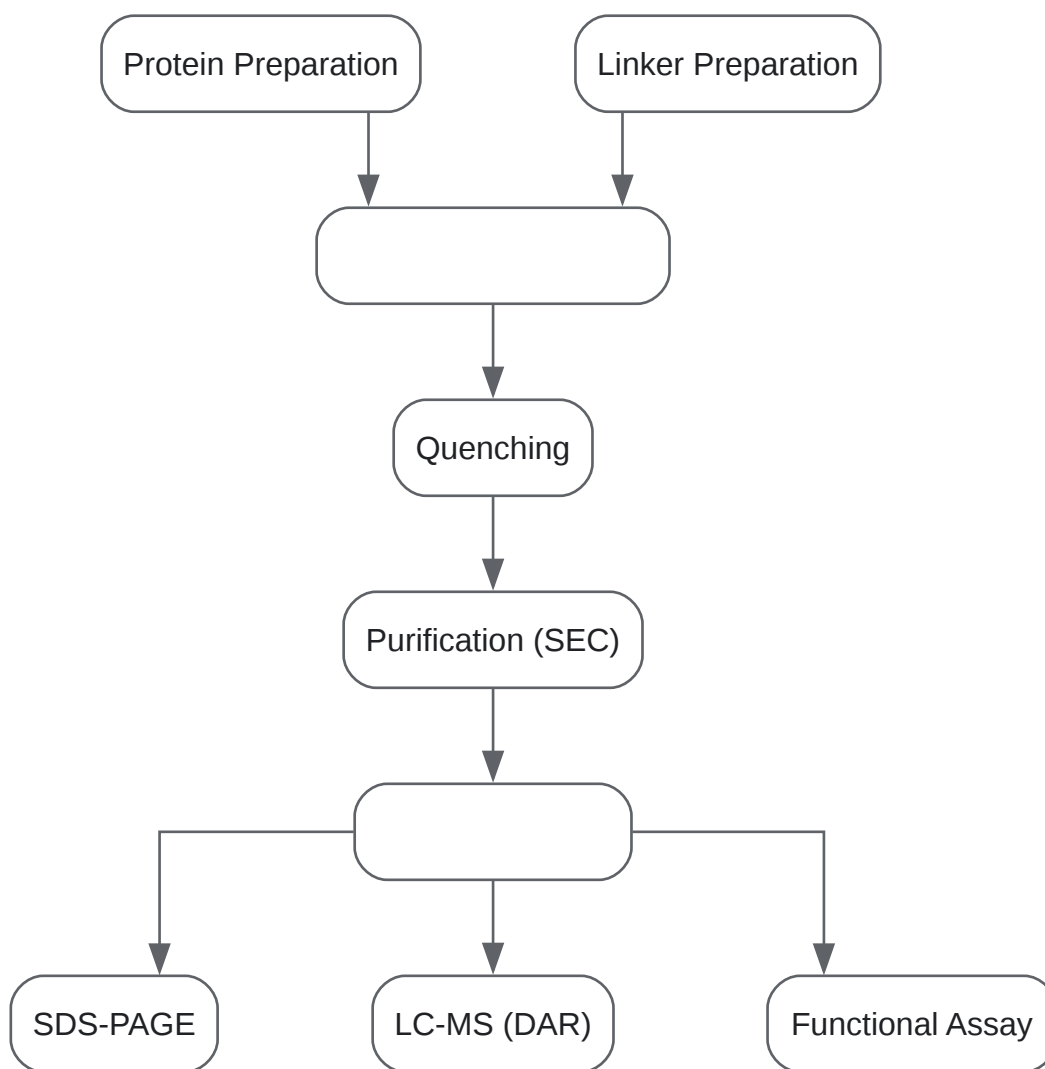 Protein Preparation
Linker Preparation
Quenching
Purification (SEC)
SDS-PAGE
LC-MS (DAR)
Functional Assay